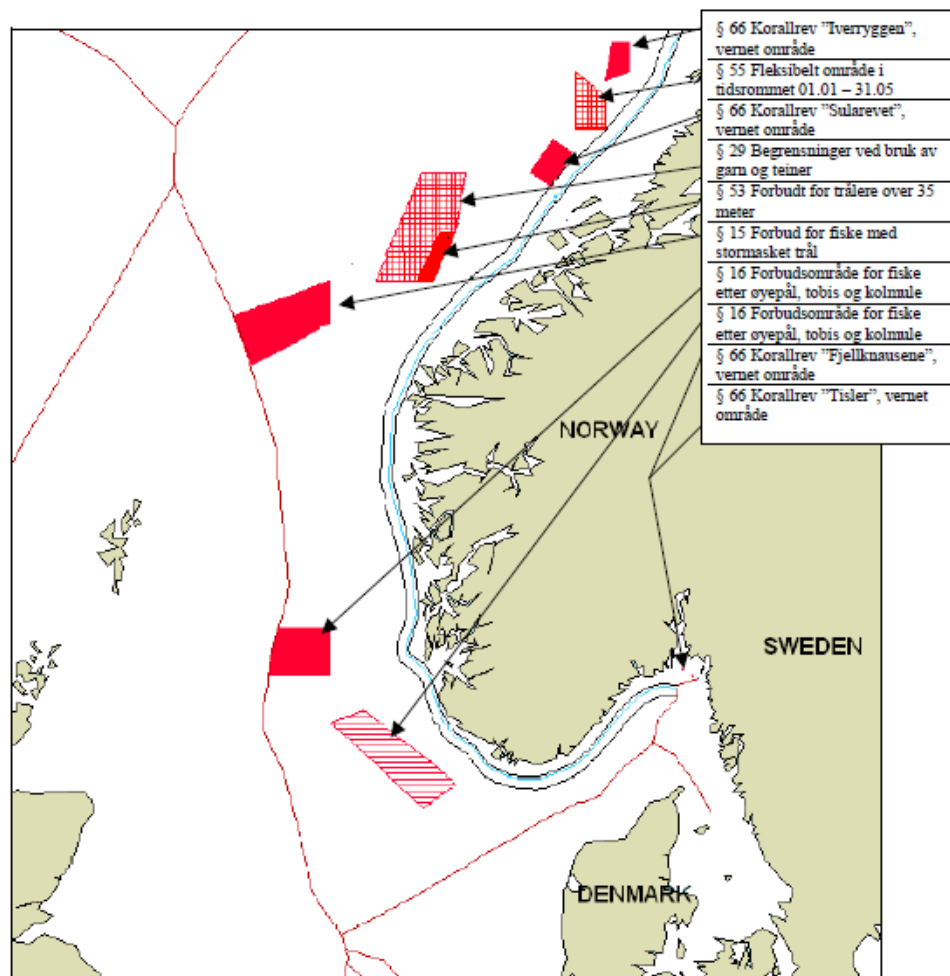 § 66 Korallrev ”Iverryggen”,
vernet område
§ 55 Fleksibelt område i
tidsrommet 01.01 – 31.05
§ 66 Korallrev ”Sularevet”,
vernet område
§ 29 Begrensninger ved bruk av
garn og teiner
§ 53 Forbudt for trålere over 35
meter
§ 15 Forbud for fiske med
stormasket trål
§ 16 Forbudsområde for fiske
etter øyepål, tobis og kolmule
§ 16 Forbudsområde for fiske
etter øyepål, tobis og kolmule
§ 66 Korallrev ”Fjellknausene”,
vernet område
§ 66 Korallrev ”Tisler”, vernet
område
NORWAY
SWEDEN
DENMARK